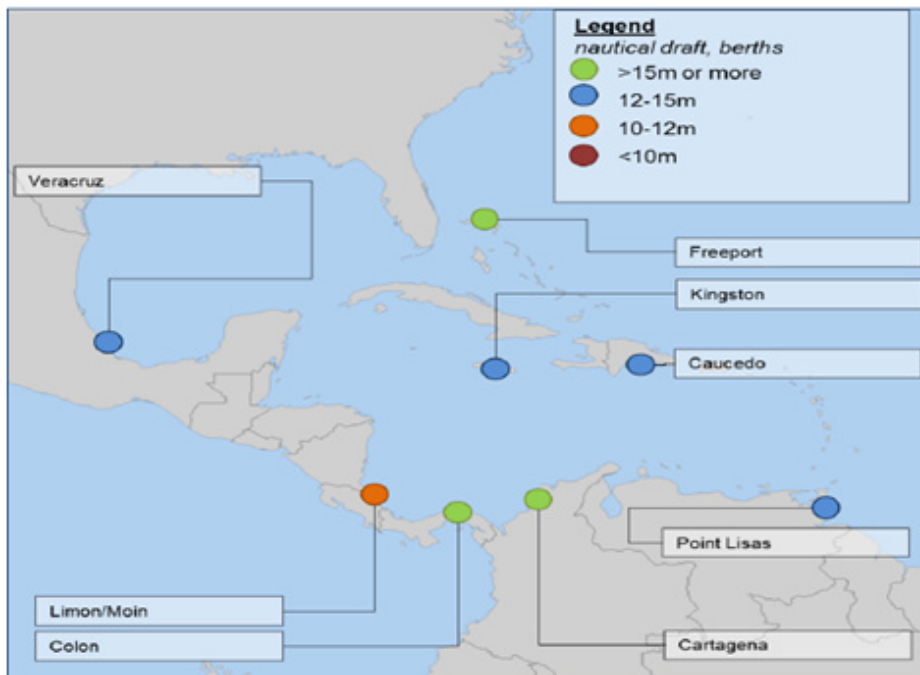 Legend
nautical draft, berths
>15m or more
12-15m
10-12m
<10m
Veracruz
Freeport
Kingston
Caucedo
Point Lisas
Limon/Moin
Colon
Cartagena